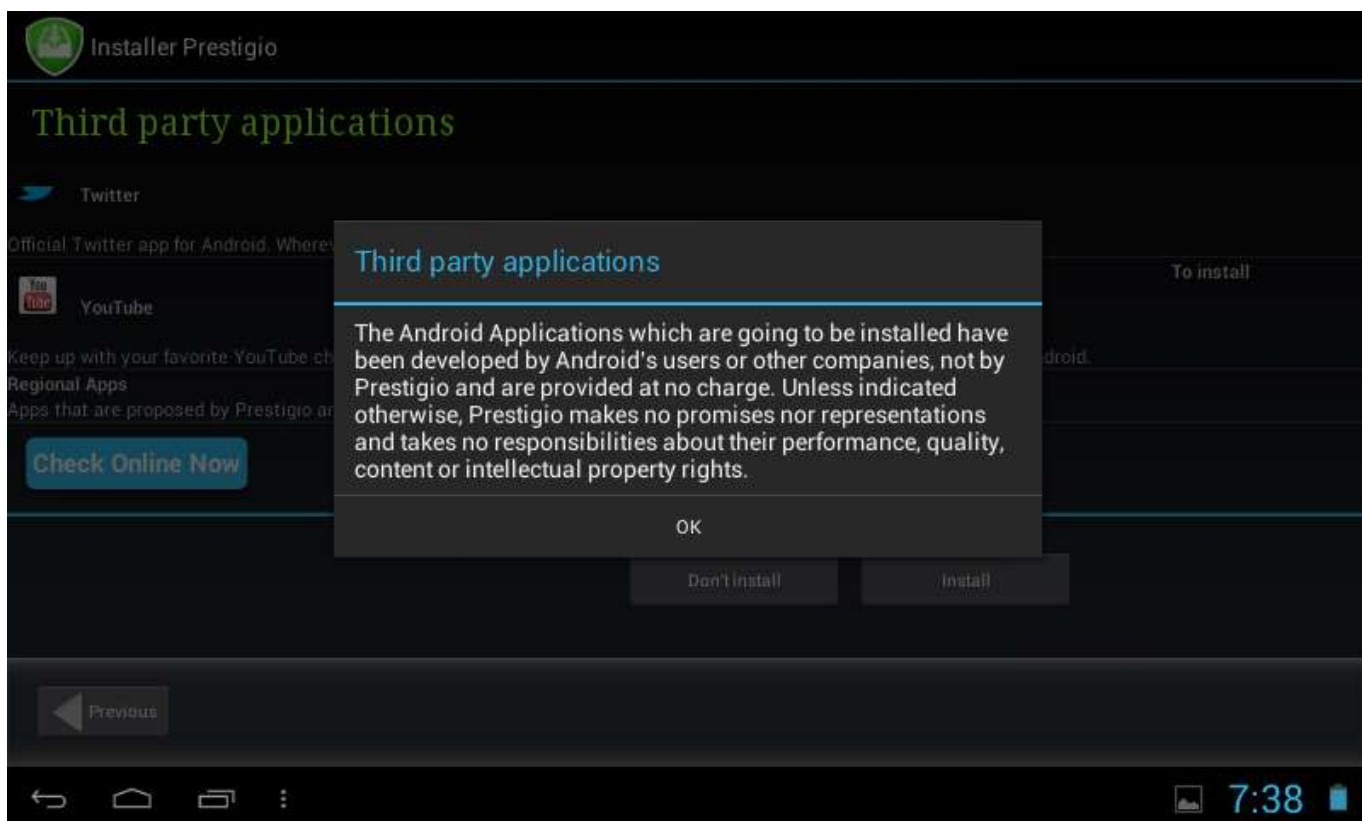 Installer Prestigio
Third party applications
Twitter
Official Twitter app for Android.
Third party applications
To install
You
Tube
YouTube
The Android Applications which are going to be installed have
been developed by Android's users or other companies, not by
Prestigio and are provided at no charge. Unless indicated
otherwise, Prestigio makes no promises nor representations
and takes no responsibilities about their performance, quality,
content or intellectual property rights.
Keep up with your favorite YouTube
Regional Apps
Apps that are proposed by Prestigio
Check Online Now
OK
Don't install
Install
Previous
7:38